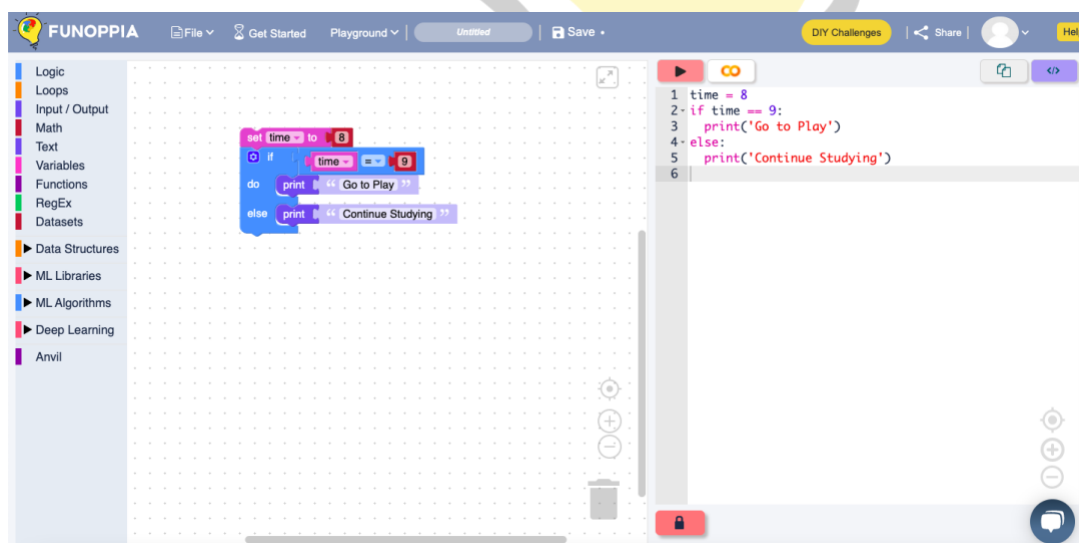 FUNOPPIA File Get Started Playground Untitled Save DIY Challenges Share Hel
Logic
Loops
Input / Output
Math
Text
Variables
Functions
RegEx
Datasets
Data Structures
ML Libraries
ML Algorithms
Deep Learning
Anvil
set time to 8
if time = 9
do print “ Go to Play ”
else print “ Continue Studying ”
1 time = 8
2 if time == 9:
3 print('Go to Play')
4 else:
5 print('Continue Studying')
6